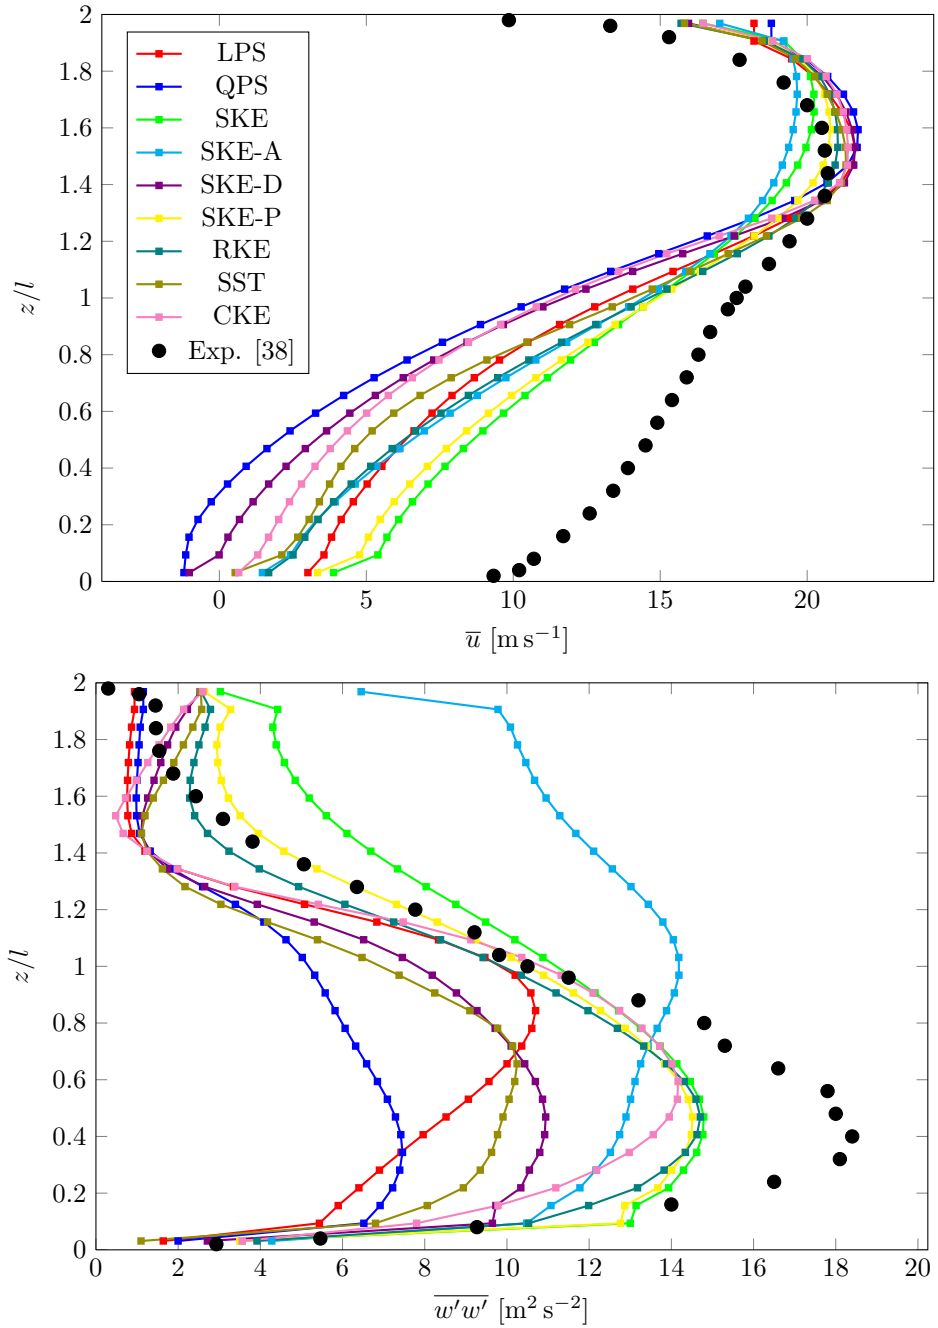 2
1.8
1.6
1.4
1.2
1
0.8
0.6
0.4
0.2
0
z/l
LPS
QPS
SKE
SKE-A
SKE-D
SKE-P
RKE
SST
CKE
Exp. [38]
0 5 10 15 20
u̅ [m s⁻¹]
2
1.8
1.6
1.4
1.2
1
0.8
0.6
0.4
0.2
0
z/l
0 2 4 6 8 10 12 14 16 18 20
w̅'̅w̅'̅ [m² s⁻²]